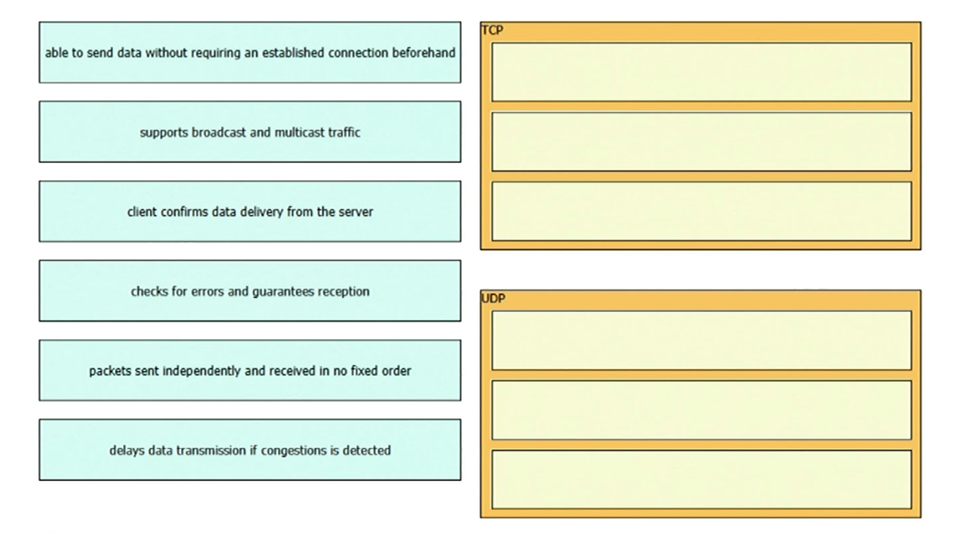 able to send data without requiring an established connection beforehand
supports broadcast and multicast traffic
client confirms data delivery from the server
checks for errors and guarantees reception
packets sent independently and received in no fixed order
delays data transmission if congestions is detected
TCP
UDP